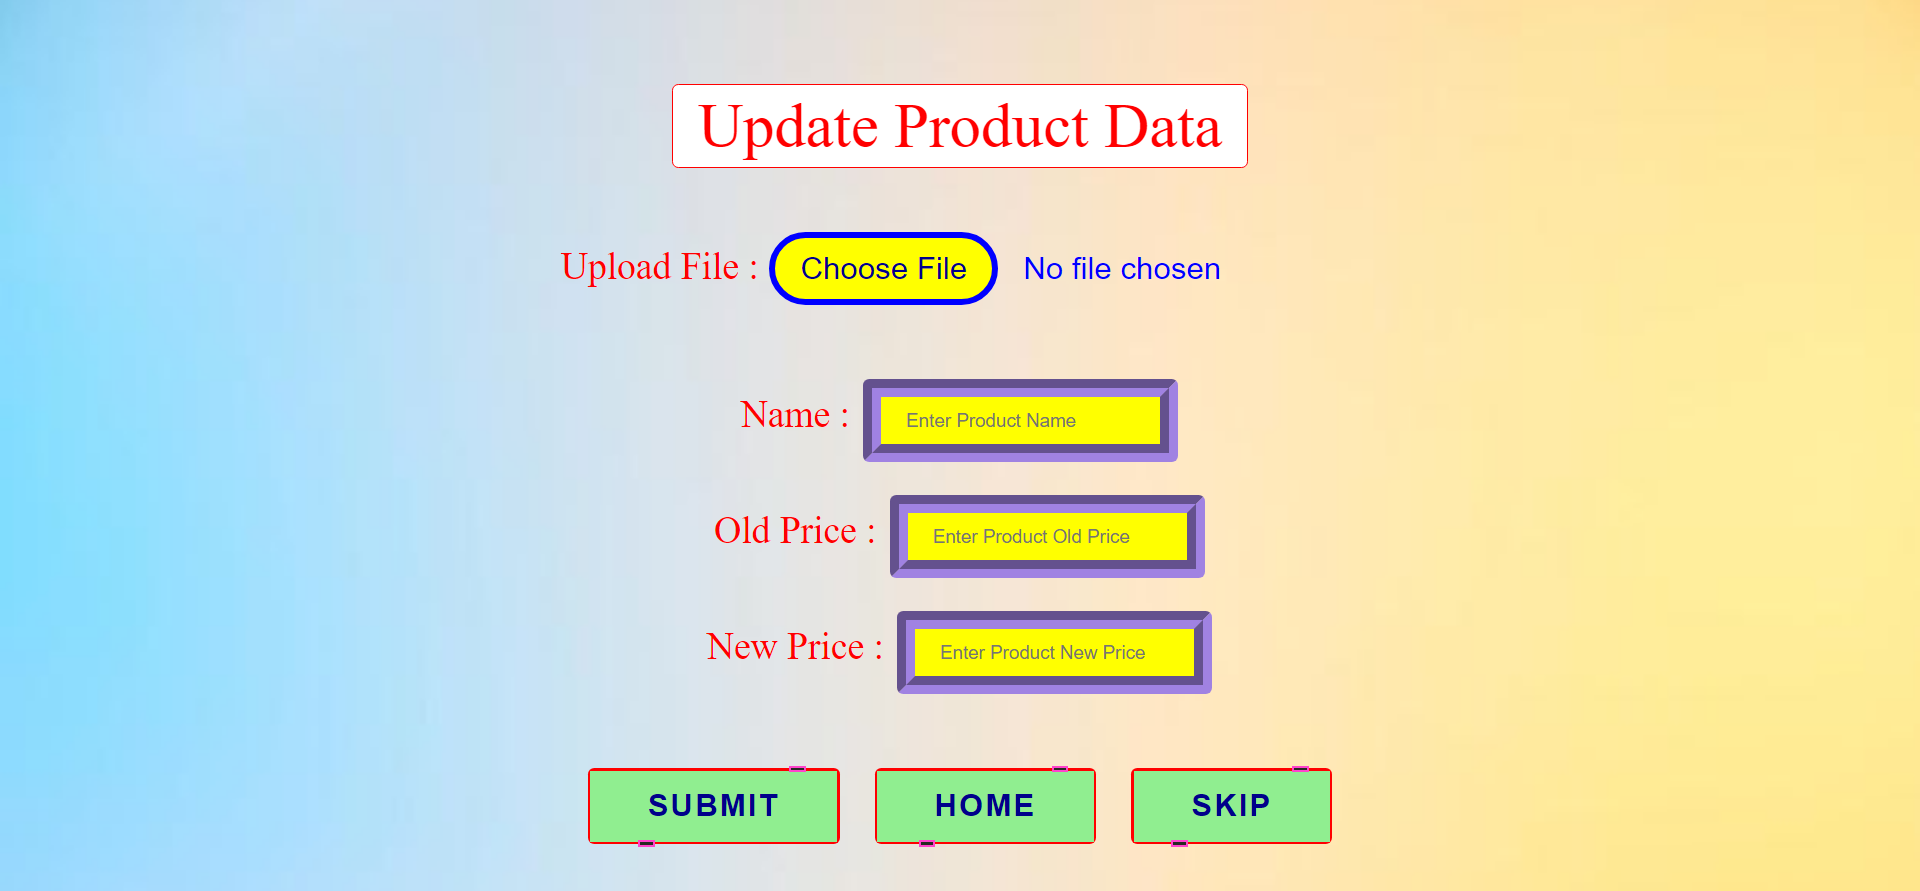 Update Product Data
Upload File : Choose File No file chosen
Name : Enter Product Name
Old Price : Enter Product Old Price
New Price : Enter Product New Price
SUBMIT HOME SKIP